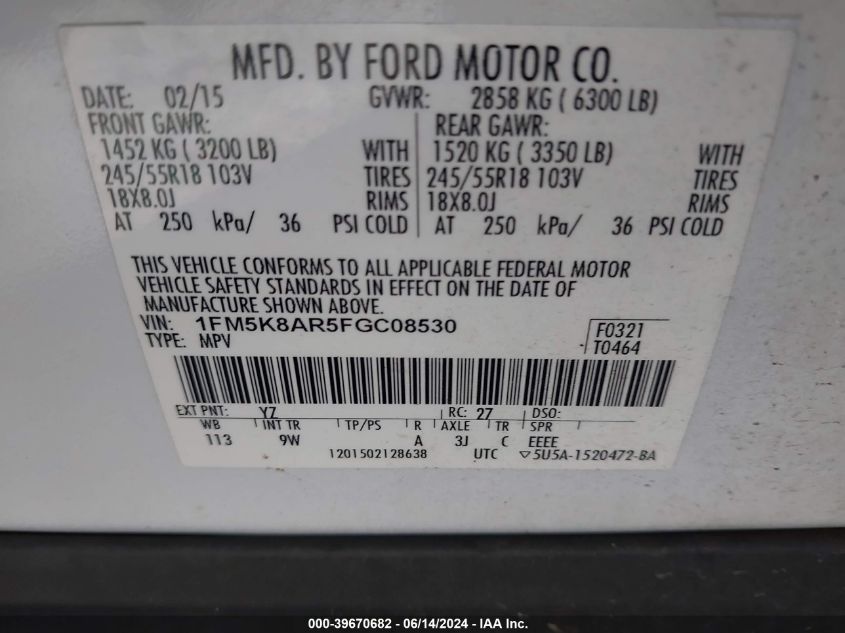 MFD. BY FORD MOTOR CO.
DATE: 02/15 GVWR: 2858 KG ( 6300 LB)
FRONT GAWR: REAR GAWR:
1452 KG ( 3200 LB) WITH 1520 KG ( 3350 LB) WITH
245/55R18 103V TIRES 245/55R18 103V TIRES
18X8.0J RIMS 18X8.0J RIMS
AT 250 kPa/ 36 PSI COLD AT 250 kPa/ 36 PSI COLD
THIS VEHICLE CONFORMS TO ALL APPLICABLE FEDERAL MOTOR
VEHICLE SAFETY STANDARDS IN EFFECT ON THE DATE OF
MANUFACTURE SHOWN ABOVE.
VIN: 1FM5K8AR5FGC08530 F0321
TYPE: MPV T0464
EXT PNT: YZ RC: 27 DSO:
WB INT TR TP/PS R AXLE TR SPR
113 9W A 3J C EEEE
1201502128638 UTC ▽5U5A-1520472-BA
000-39670682 - 06/14/2024 - www.IAAI.com